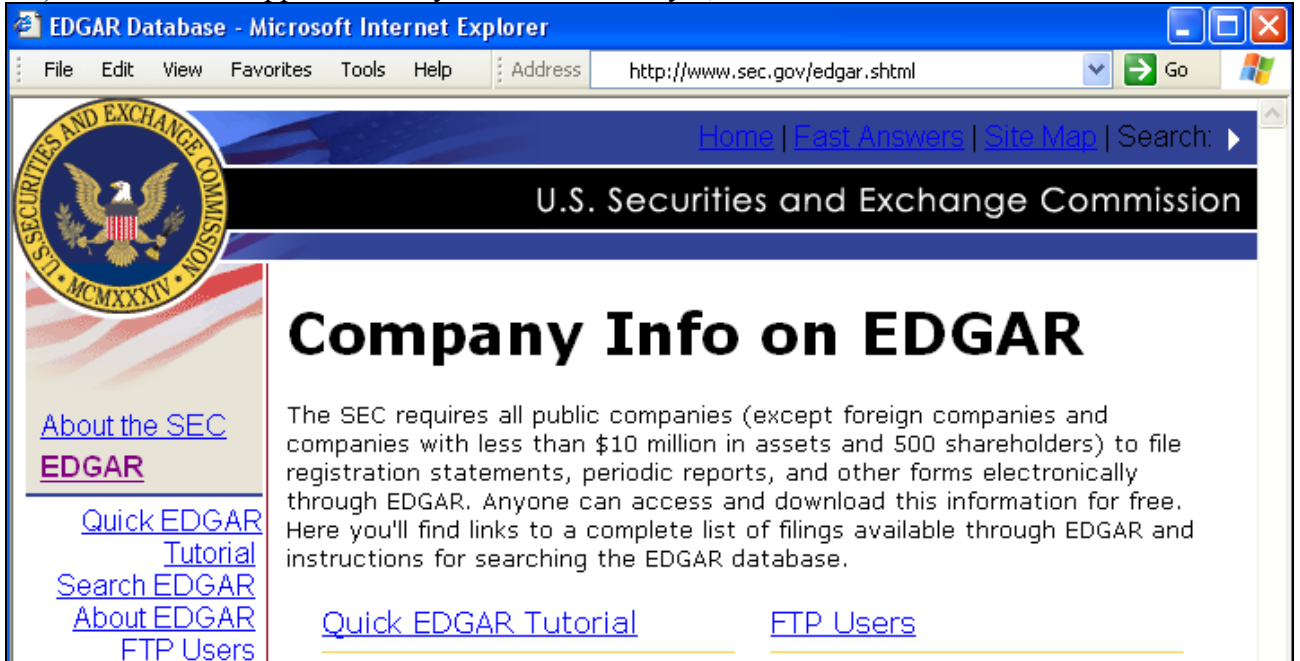 EDGAR Database - Microsoft Internet Explorer
File Edit View Favorites Tools Help Address http://www.sec.gov/edgar.shtml Go
Home | Fast Answers | Site Map | Search:
U.S. Securities and Exchange Commission
U.S. SECURITIES AND EXCHANGE COMMISSION
MCMXXXIV
Company Info on EDGAR
About the SEC
EDGAR
Quick EDGAR
Tutorial
Search EDGAR
About EDGAR
FTP Users
The SEC requires all public companies (except foreign companies and
companies with less than $10 million in assets and 500 shareholders) to file
registration statements, periodic reports, and other forms electronically
through EDGAR. Anyone can access and download this information for free.
Here you'll find links to a complete list of filings available through EDGAR and
instructions for searching the EDGAR database.
Quick EDGAR Tutorial
FTP Users